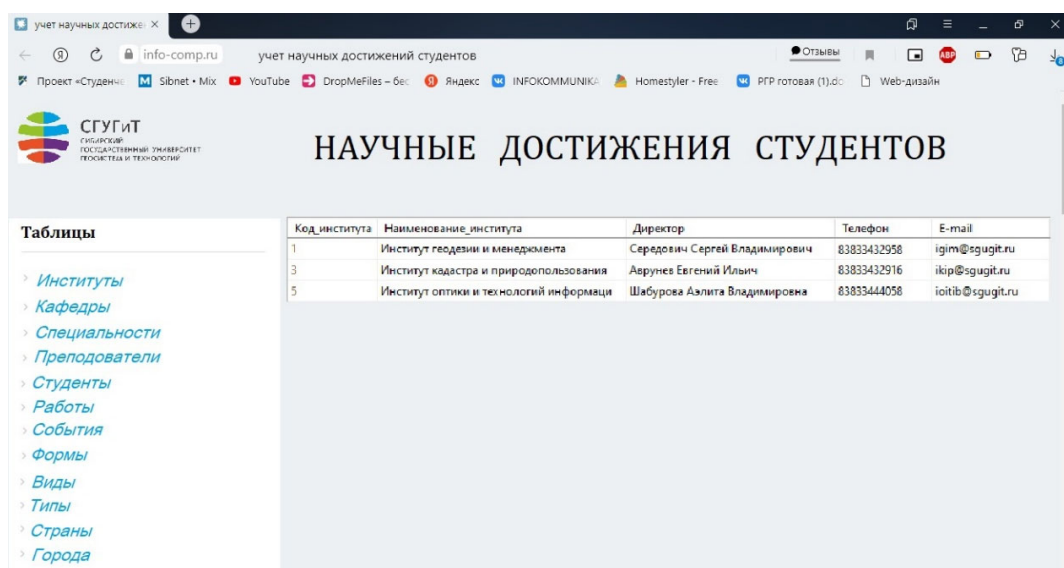 учет научных достиже
info-comp.ru учет научных достижений студентов Отзывы ABP
Проект «Студенче Sibnet • Mix YouTube DropMeFiles – бес Яндекс INFOKOMMUNIKA Homestyler - Free РГР готовая (1).do Web-дизайн
СГУГиТ
СИБИРСКИЙ
ГОСУДАРСТВЕННЫЙ УНИВЕРСИТЕТ
ГЕОСИСТЕМ И ТЕХНОЛОГИЙ
НАУЧНЫЕ ДОСТИЖЕНИЯ СТУДЕНТОВ
Таблицы
Институты
Кафедры
Специальности
Преподователи
Студенты
Работы
События
Формы
Виды
Типы
Страны
Города
Код_института Наименование_института Директор Телефон E-mail
1 Институт геодезии и менеджмента Середович Сергей Владимирович 83833432958 igim@sgugit.ru
3 Институт кадастра и природопользования Аврунев Евгений Ильич 83833432916 ikip@sgugit.ru
5 Институт оптики и технологий информаци Шабурова Аэлита Владимировна 83833444058 ioitib@sgugit.ru